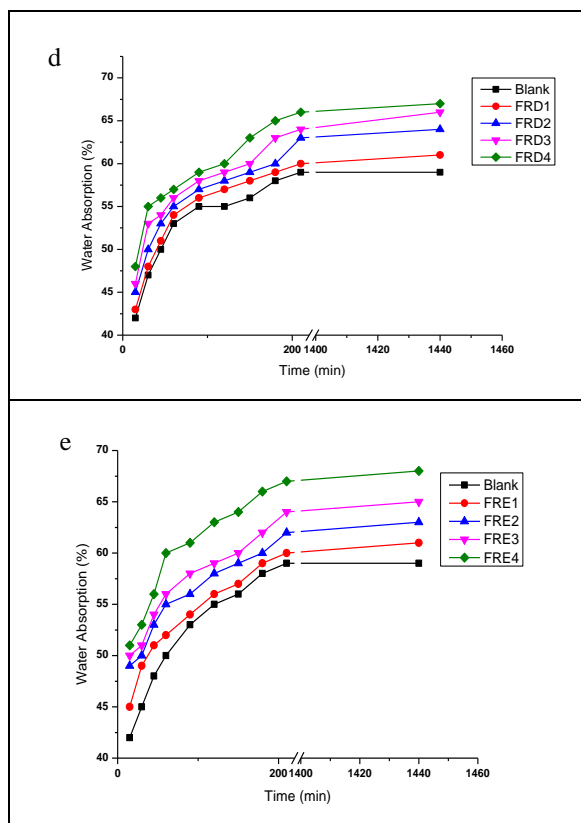 d
70
65
60
55
50
45
40
Water Absorption (%)
Blank
FRD1
FRD2
FRD3
FRD4
0 200 1400 1420 1440 1460
Time (min)
e
70
65
60
55
50
45
40
Water Absorption (%)
Blank
FRE1
FRE2
FRE3
FRE4
0 200 1400 1420 1440 1460
Time (min)